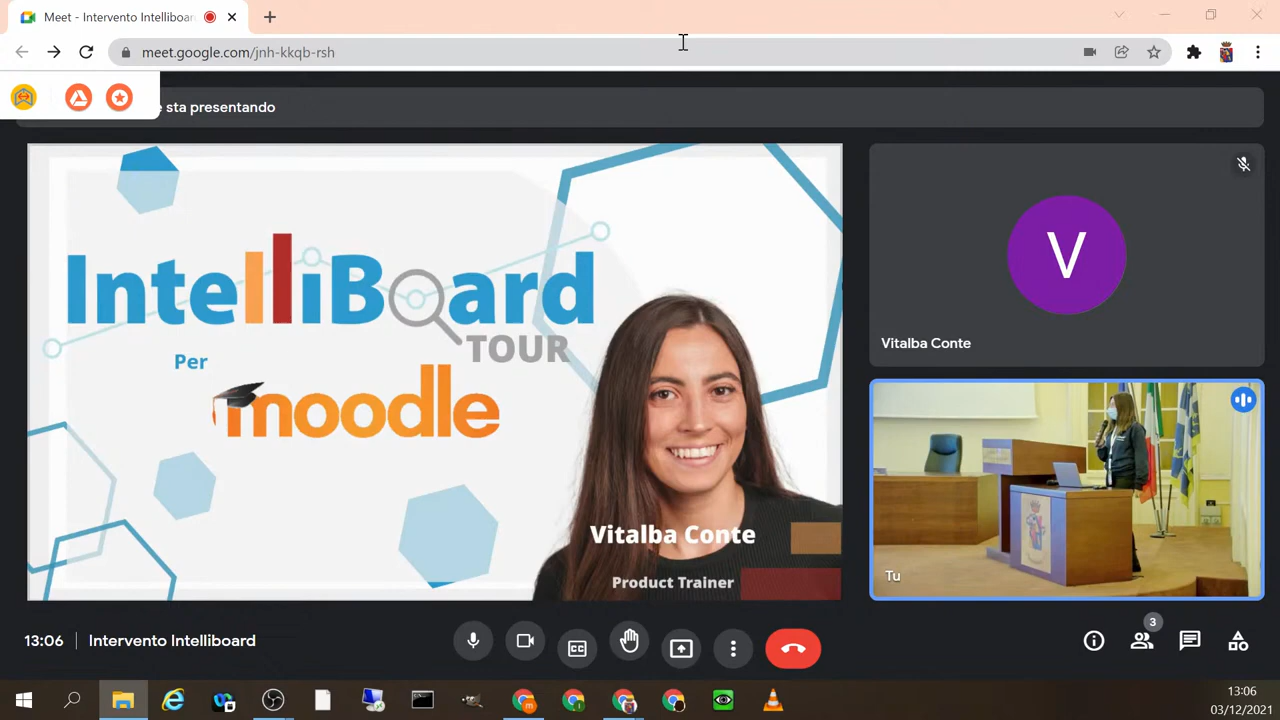 Meet - Intervento Intelliboar
meet.google.com/jnh-kkqb-rsh
sta presentando
IntelliBoard
TOUR
Per
moodle
Vitalba Conte
Product Trainer
V
Vitalba Conte
Tu
13:06
Intervento Intelliboard
CC
3
13:06
03/12/2021